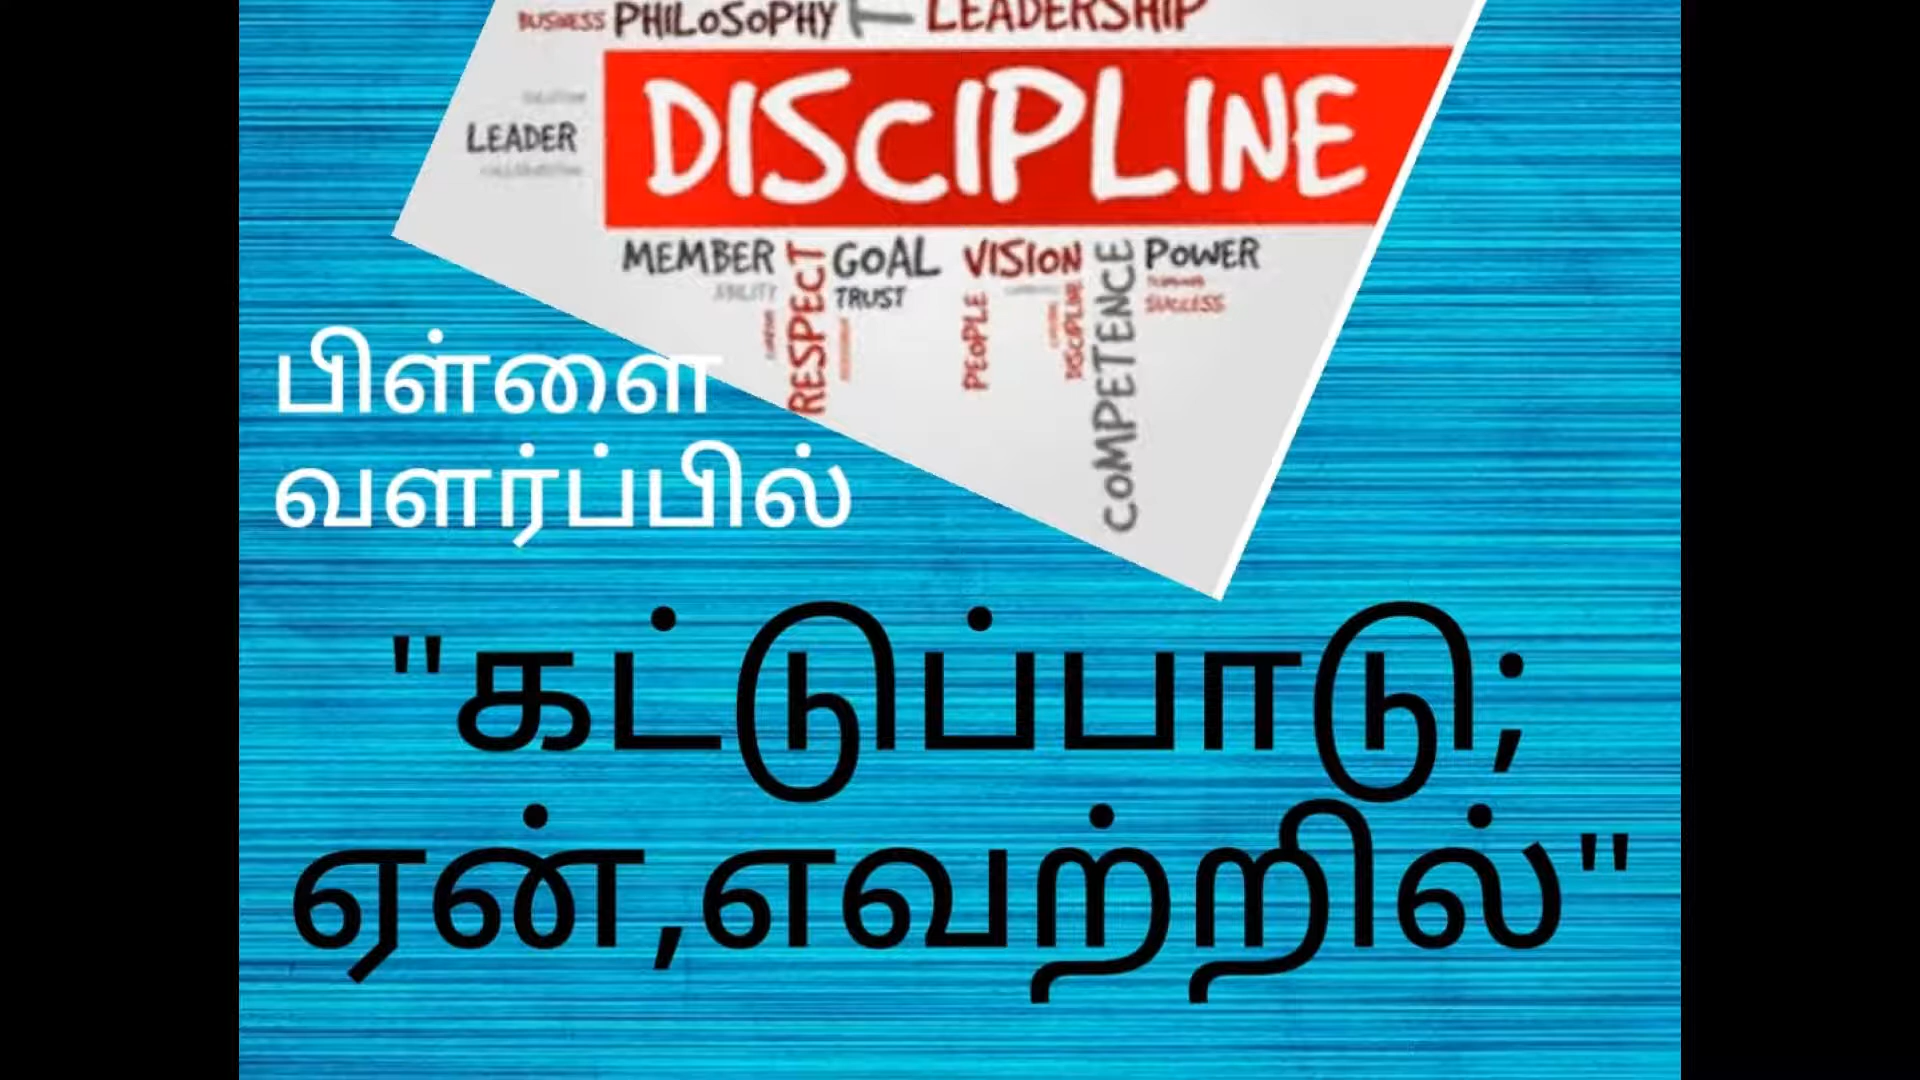 BUSINESS PHILOSOPHY LEADERSHIP
DISCIPLINE
LEADER
MEMBER RESPECT GOAL VISION COMPETENCE POWER
TRUST
ABILITY
PEOPLE
DISCIPLINE
SUCCESS
பிள்ளை
வளர்ப்பில்
"கட்டுப்பாடு;
ஏன்,எவற்றில்"